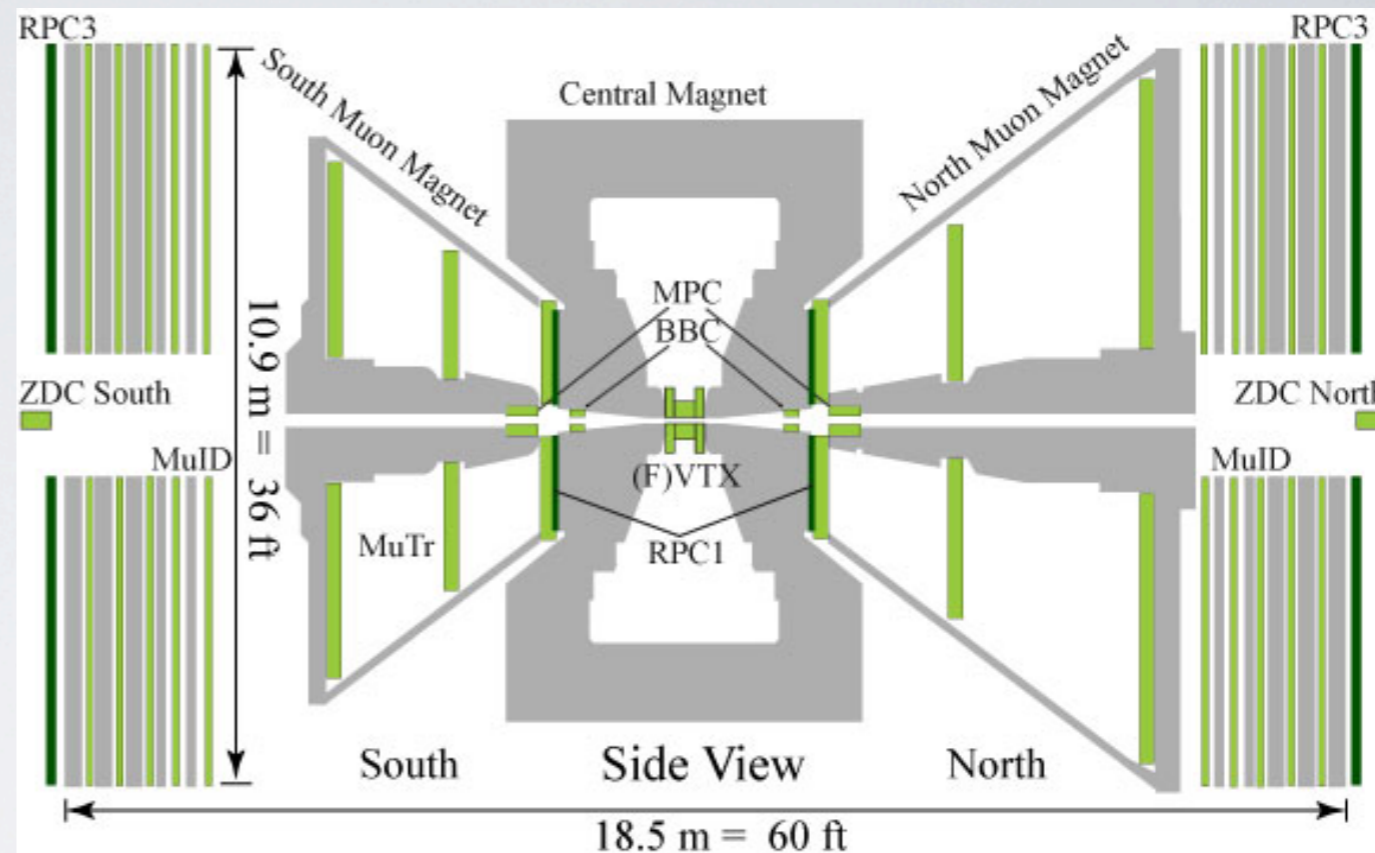 RPC3
RPC3
South Muon Magnet
Central Magnet
North Muon Magnet
MPC
BBC
10.9 m = 36 ft
ZDC South
ZDC North
MuID
MuID
(F)VTX
MuTr
RPC1
South
Side View
North
18.5 m = 60 ft